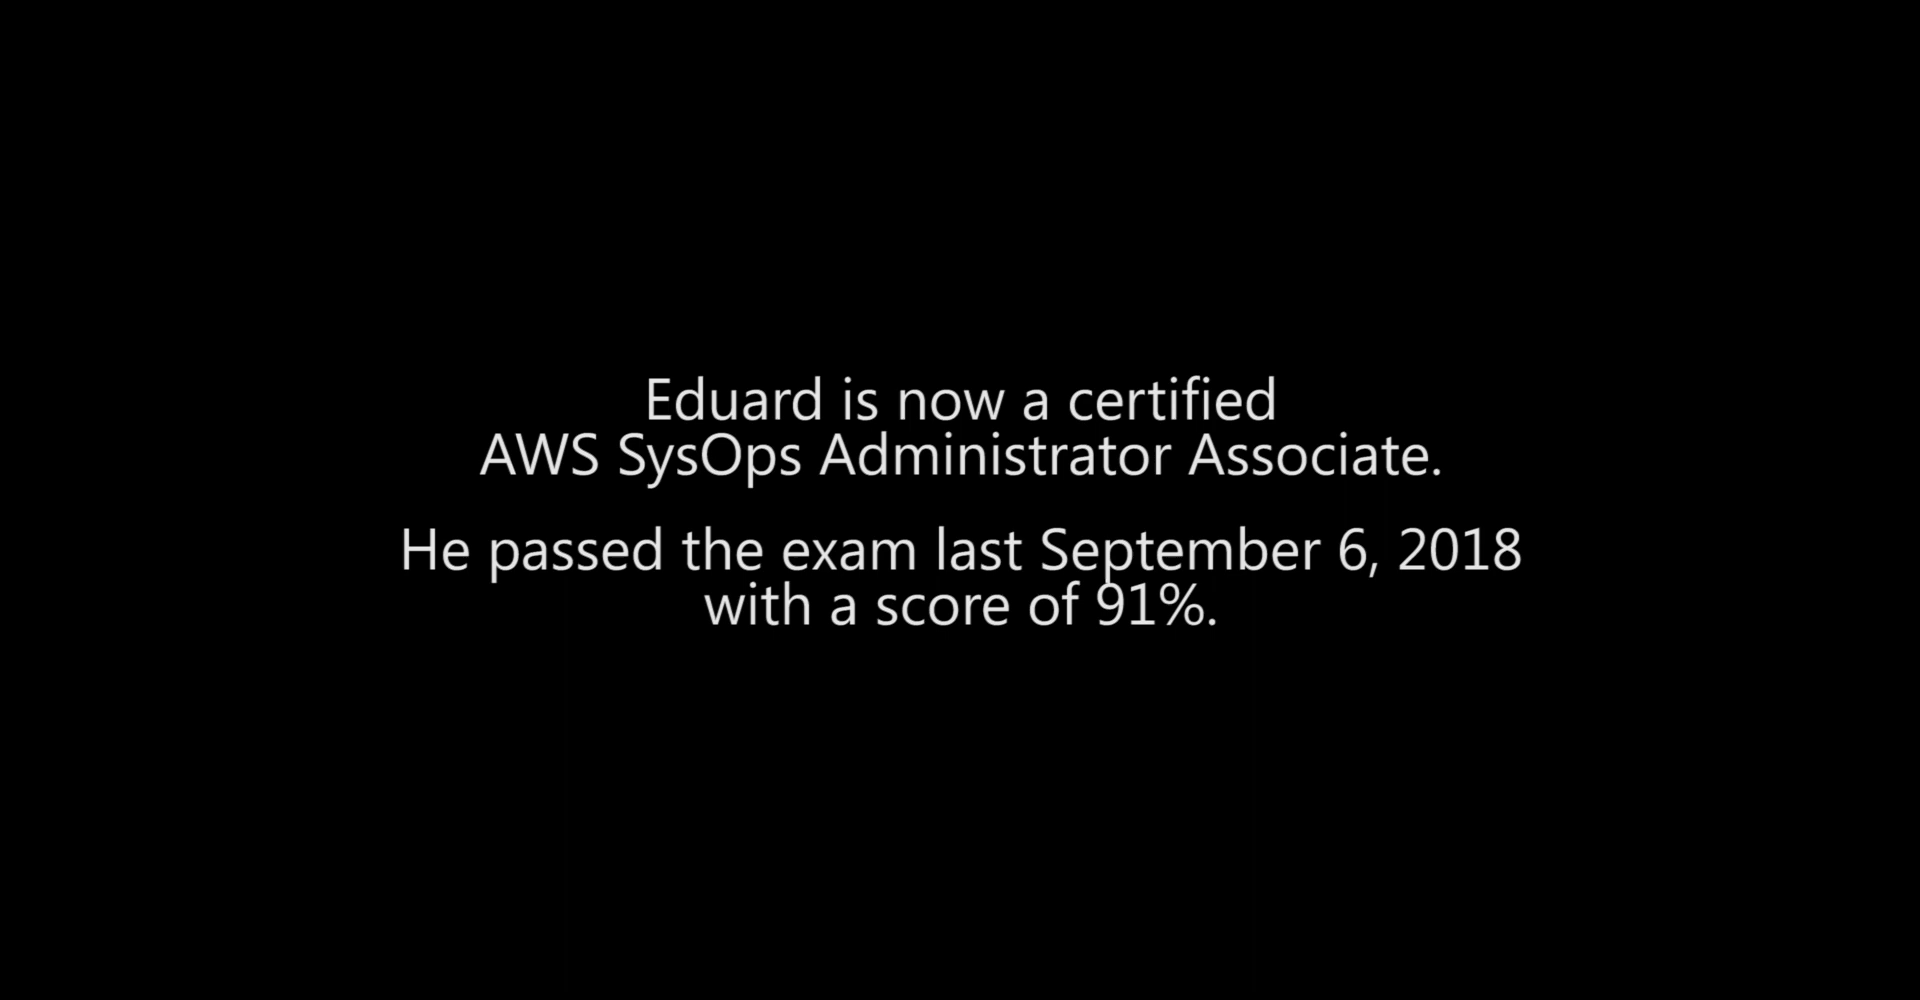 Eduard is now a certified
AWS SysOps Administrator Associate.
He passed the exam last September 6, 2018
with a score of 91%.